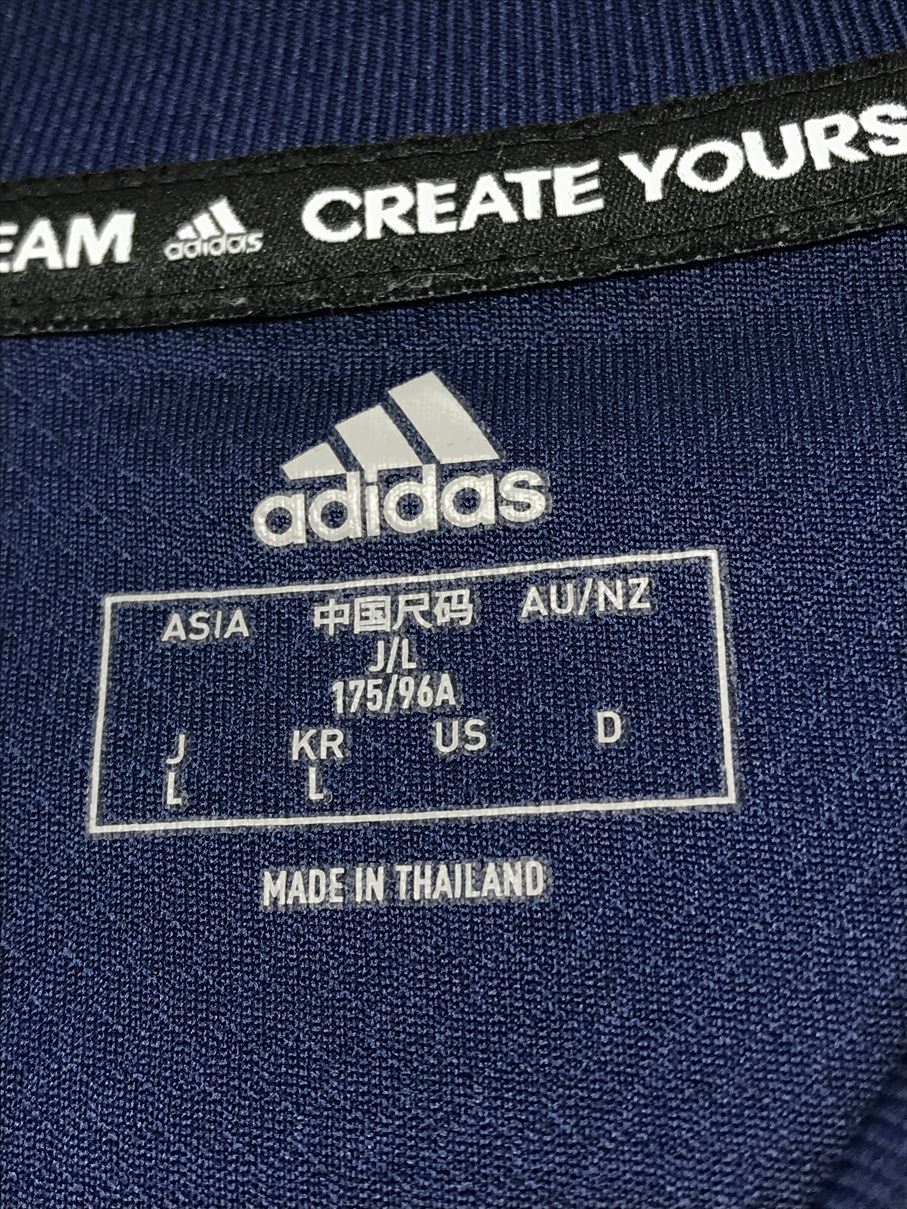 EAM adidas CREATE YOURS
adidas
ASIA 中国尺码 AU/NZ
J/L
175/96A
J KR US D
L L
MADE IN THAILAND